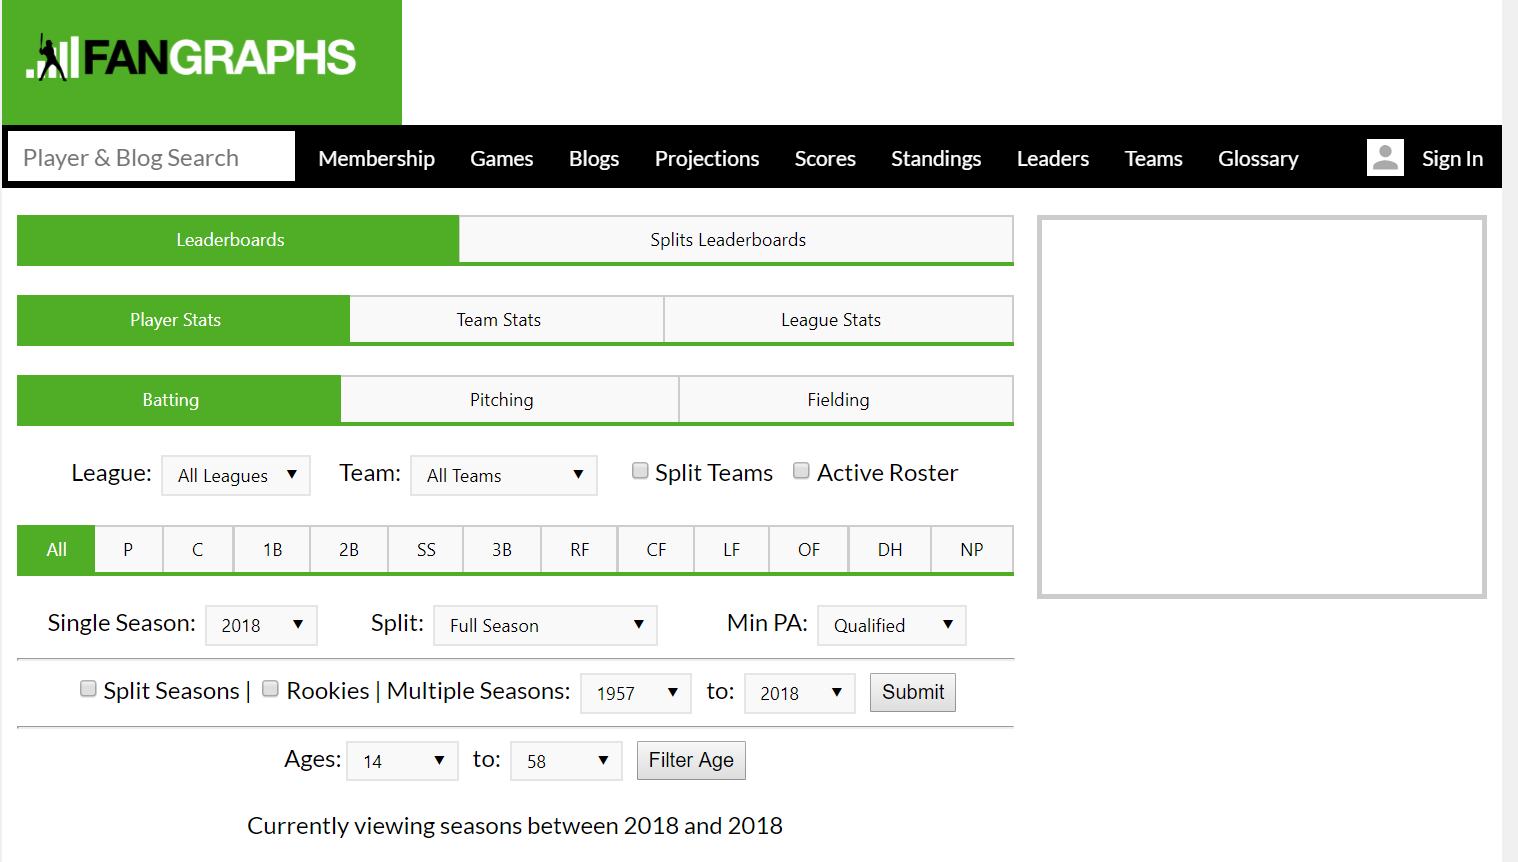 FANGRAPHS
Player & Blog Search Membership Games Blogs Projections Scores Standings Leaders Teams Glossary Sign In
Leaderboards Splits Leaderboards
Player Stats Team Stats League Stats
Batting Pitching Fielding
League: All Leagues Team: All Teams Split Teams Active Roster
All P C 1B 2B SS 3B RF CF LF OF DH NP
Single Season: 2018 Split: Full Season Min PA: Qualified
Split Seasons | Rookies | Multiple Seasons: 1957 to: 2018 Submit
Ages: 14 to: 58 Filter Age
Currently viewing seasons between 2018 and 2018